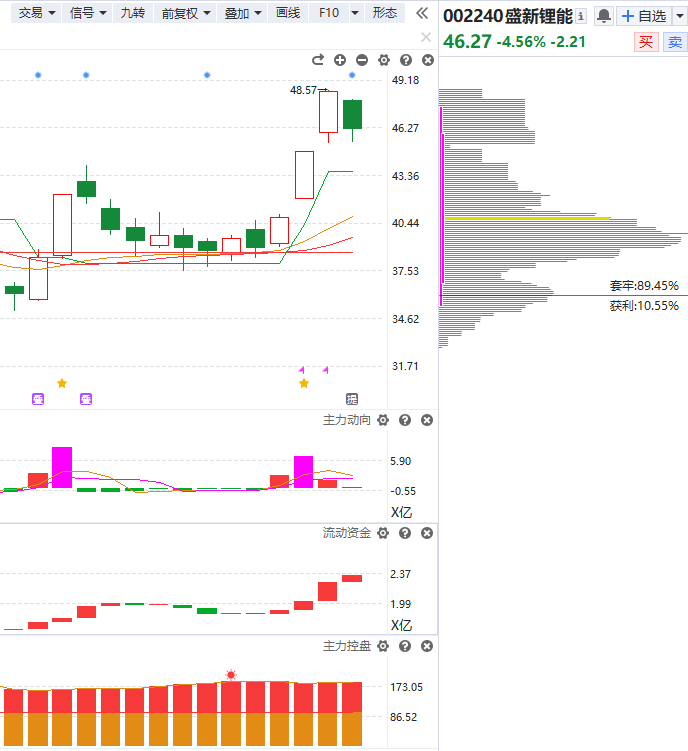 交易 信号 九转 前复权 叠加 画线 F10 形态
002240盛新锂能
自选
46.27 -4.56% -2.21
买 卖
48.57
49.18
46.27
43.36
40.44
37.53
34.62
31.71
套牢:89.45%
获利:10.55%
主力动向
5.90
-0.55
X亿
流动资金
2.37
1.99
X亿
主力控盘
173.05
86.52